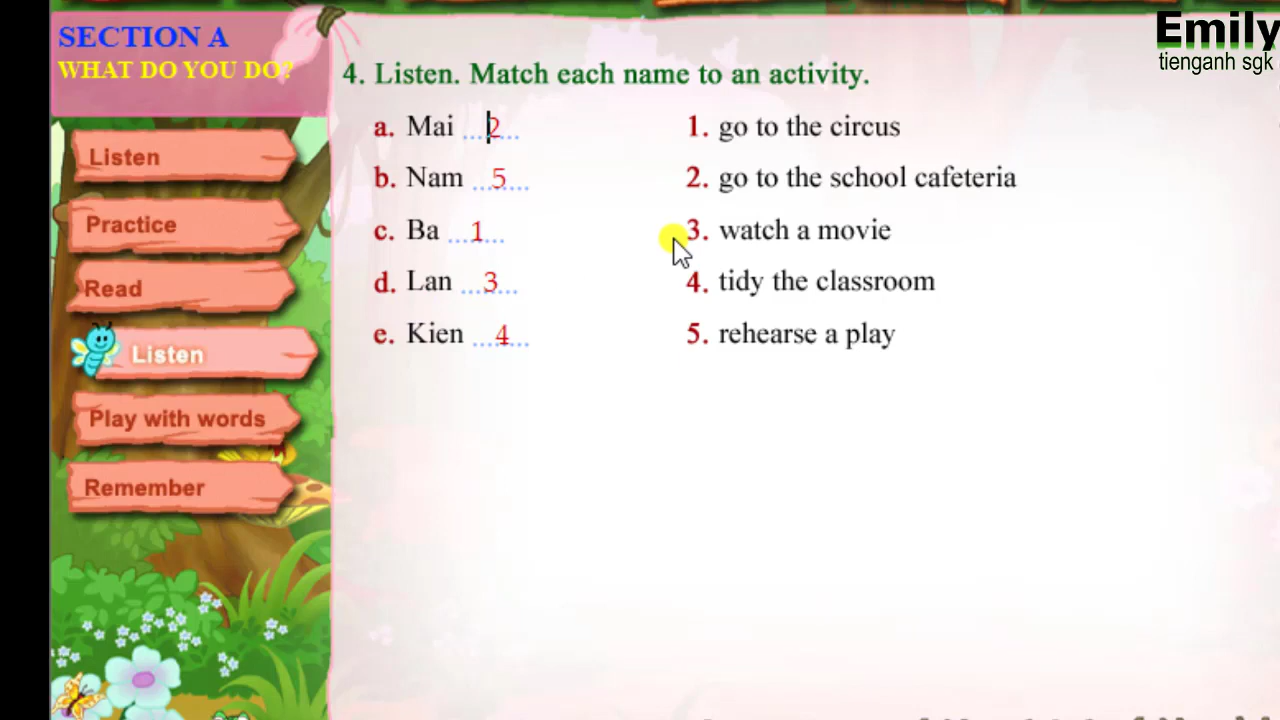 SECTION A
WHAT DO YOU DO?
Listen
Practice
Read
Listen
Play with words
Remember
Emily
tienganh sgk
4. Listen. Match each name to an activity.
a. Mai ...2...
1. go to the circus
b. Nam ...5...
2. go to the school cafeteria
c. Ba ...1...
3. watch a movie
d. Lan ...3...
4. tidy the classroom
e. Kien ...4...
5. rehearse a play